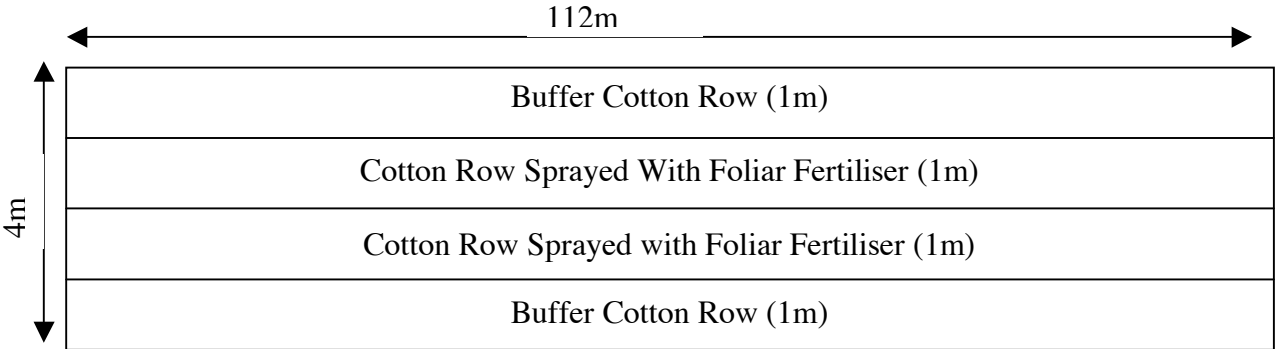 112m
Buffer Cotton Row (1m)
Cotton Row Sprayed With Foliar Fertiliser (1m)
4m
Cotton Row Sprayed with Foliar Fertiliser (1m)
Buffer Cotton Row (1m)